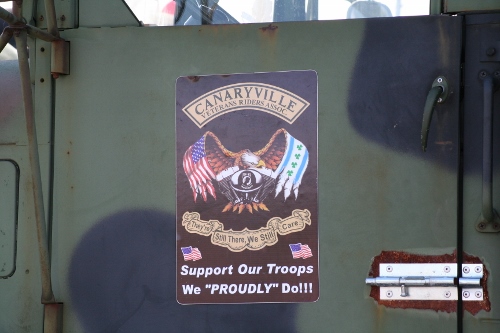 CANARYVILLE
VETERANS RIDERS ASSOC.
They're Still There, We Still Care
Support Our Troops
We "PROUDLY" Do!!!